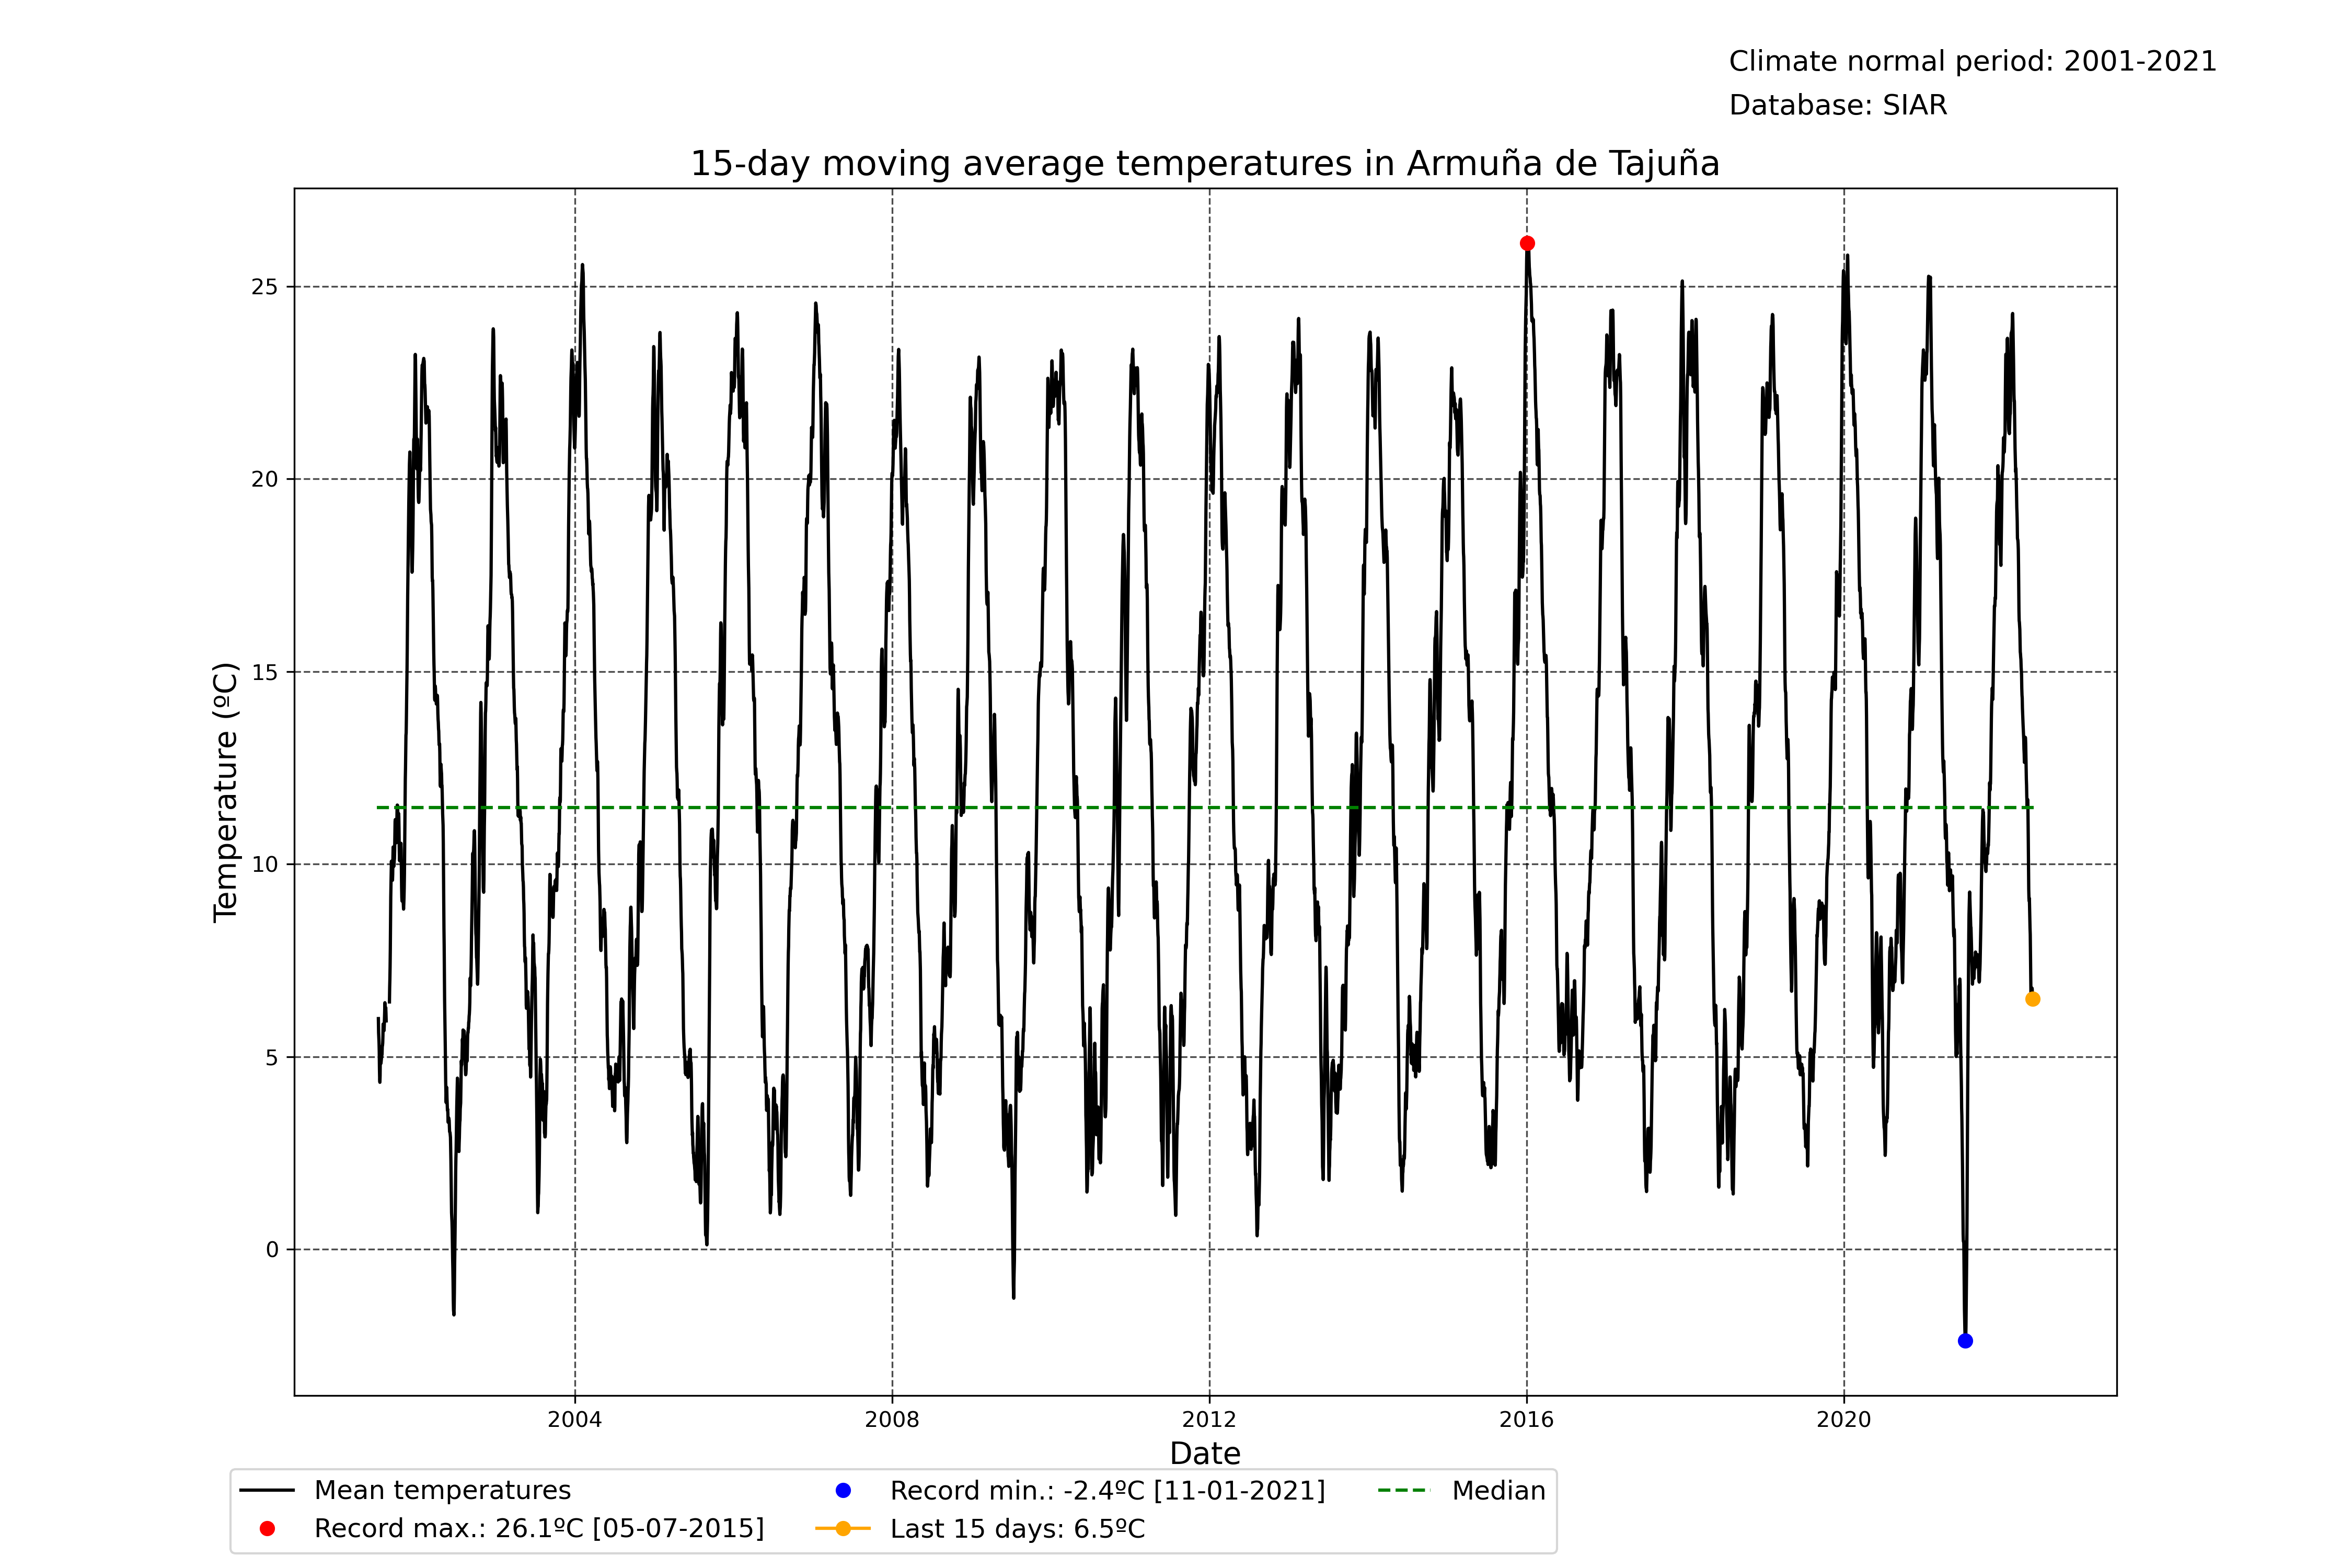 Climate normal period: 2001-2021
Database: SIAR
15-day moving average temperatures in Armuña de Tajuña
Temperature (ºC)
25
20
15
10
5
0
2004
2008
2012
2016
2020
Date
Mean temperatures
Record max.: 26.1ºC [05-07-2015]
Record min.: -2.4ºC [11-01-2021]
Last 15 days: 6.5ºC
Median